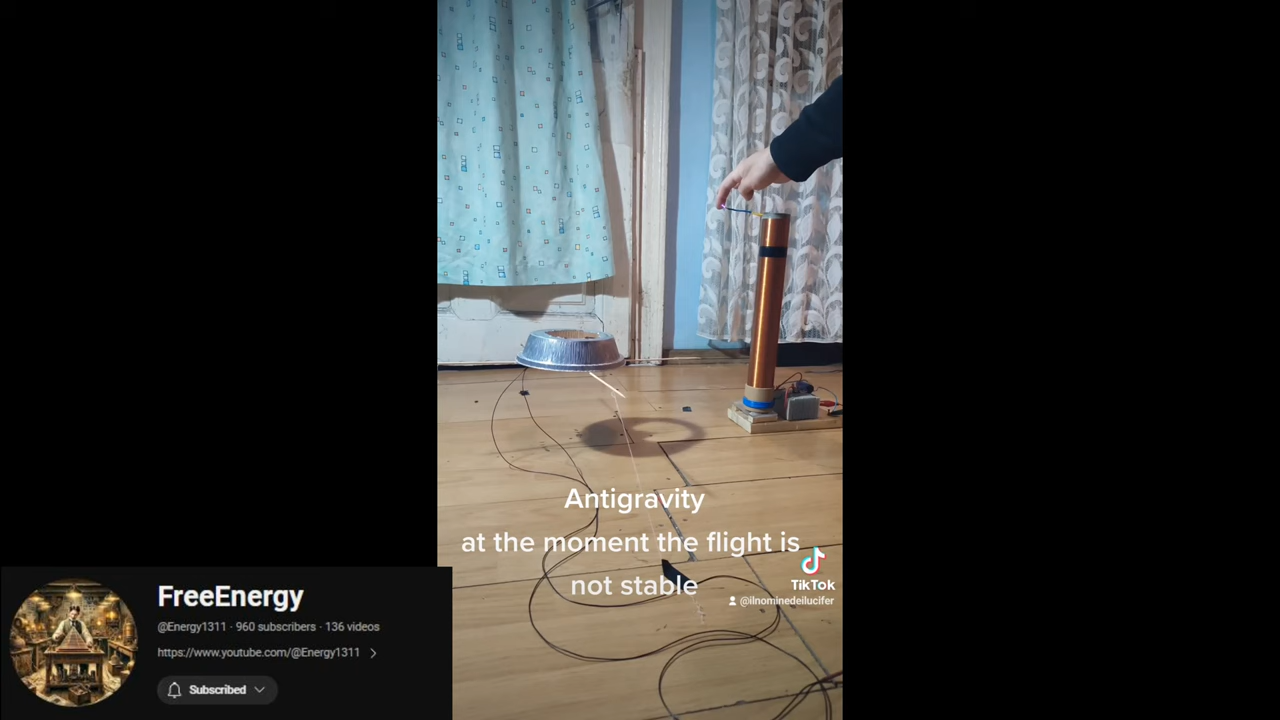 Antigravity
at the moment the flight is
not stable
TikTok
@ilnominedeilucifer
FreeEnergy
@Energy1311 · 960 subscribers · 136 videos
https://www.youtube.com/@Energy1311
Subscribed